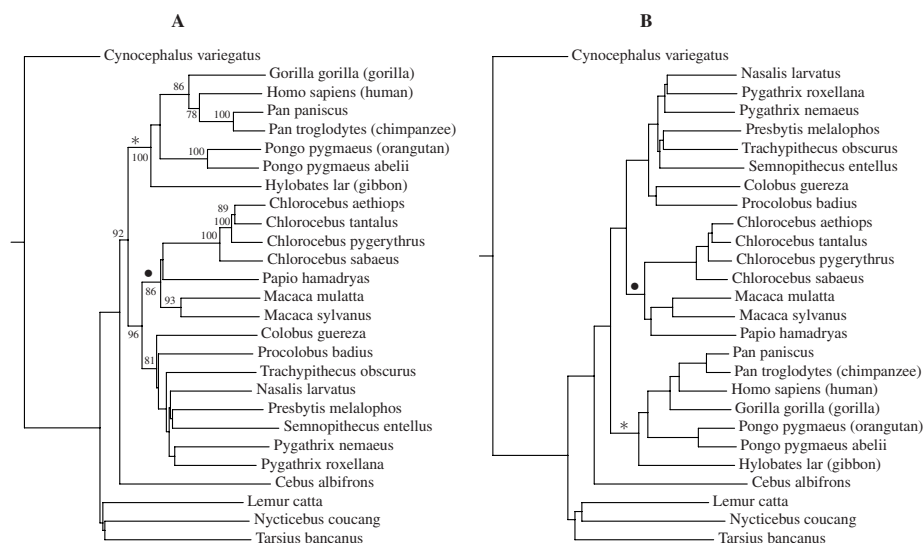 A
Cynocephalus variegatus
Gorilla gorilla (gorilla)
86
Homo sapiens (human)
78
100
Pan paniscus
Pan troglodytes (chimpanzee)
*
100
100
Pongo pygmaeus (orangutan)
Pongo pygmaeus abelii
Hylobates lar (gibbon)
89
Chlorocebus aethiops
100
Chlorocebus tantalus
92
100
Chlorocebus pygerythrus
Chlorocebus sabaeus
Papio hamadryas
86
93
Macaca mulatta
Macaca sylvanus
96
Colobus guereza
81
Procolobus badius
Trachypithecus obscurus
Nasalis larvatus
Presbytis melalophos
Semnopithecus entellus
Pygathrix nemaeus
Pygathrix roxellana
Cebus albifrons
Lemur catta
Nycticebus coucang
Tarsius bancanus
B
Cynocephalus variegatus
Nasalis larvatus
Pygathrix roxellana
Pygathrix nemaeus
Presbytis melalophos
Trachypithecus obscurus
Semnopithecus entellus
Colobus guereza
Procolobus badius
Chlorocebus aethiops
Chlorocebus tantalus
Chlorocebus pygerythrus
Chlorocebus sabaeus
Macaca mulatta
Macaca sylvanus
Papio hamadryas
Pan paniscus
Pan troglodytes (chimpanzee)
Homo sapiens (human)
Gorilla gorilla (gorilla)
*
Pongo pygmaeus (orangutan)
Pongo pygmaeus abelii
Hylobates lar (gibbon)
Cebus albifrons
Lemur catta
Nycticebus coucang
Tarsius bancanus